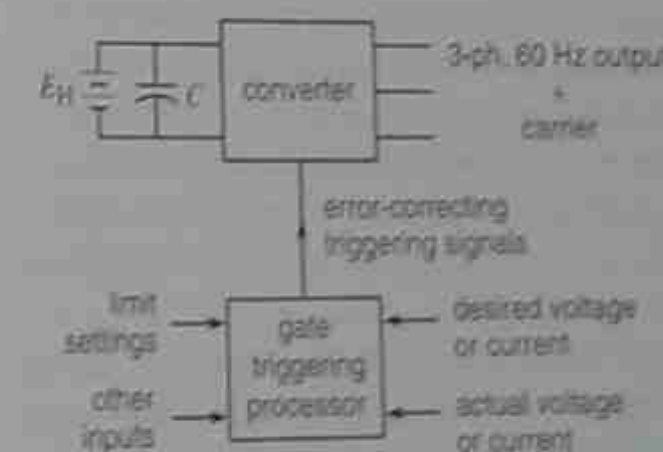 E_H
C
converter
3-ph, 60 Hz output
+
carrier
error-correcting
triggering signals
limit
settings
gate
triggering
processor
desired voltage
or current
other
inputs
actual voltage
or current